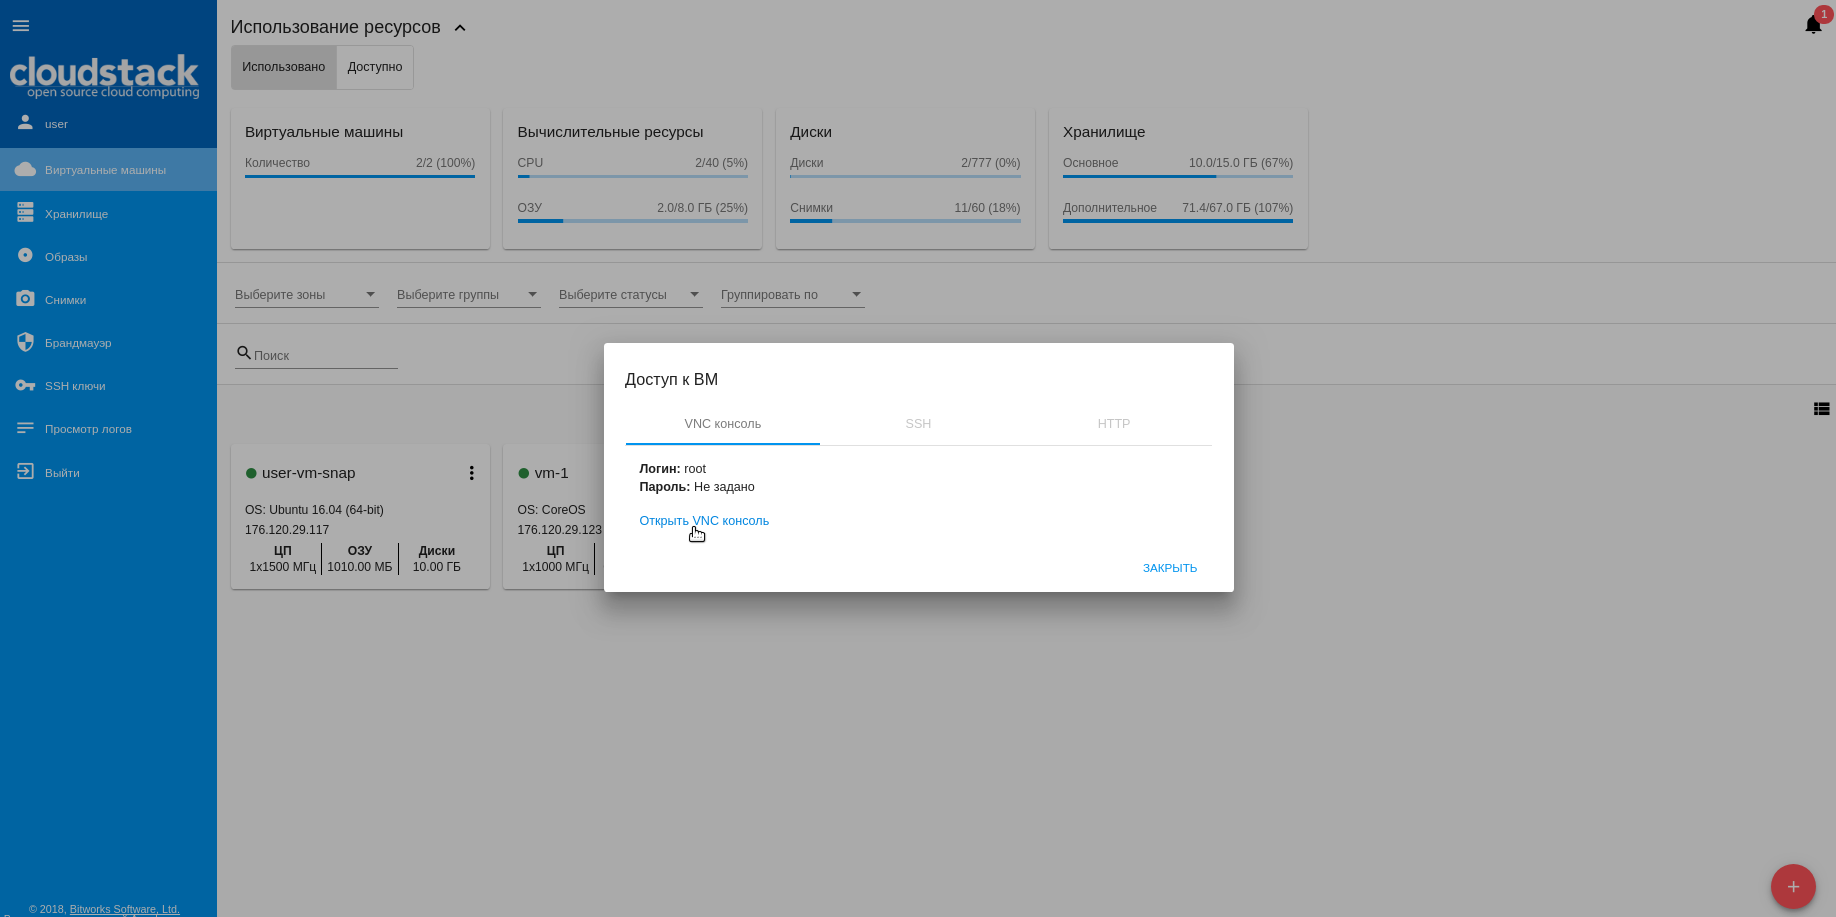 cloudstack
open source cloud computing
user
Виртуальные машины
Хранилище
Образы
Снимки
Брандмауэр
SSH ключи
Просмотр логов
Выйти
© 2018, Bitworks Software, Ltd.
Использование ресурсов
1
Использовано Доступно
Виртуальные машины
Количество 2/2 (100%)
Вычислительные ресурсы
CPU 2/40 (5%)
ОЗУ 2.0/8.0 ГБ (25%)
Диски
Диски 2/777 (0%)
Снимки 11/60 (18%)
Хранилище
Основное 10.0/15.0 ГБ (67%)
Дополнительное 71.4/67.0 ГБ (107%)
Выберите зоны Выберите группы Выберите статусы Группировать по
Поиск
user-vm-snap
OS: Ubuntu 16.04 (64-bit)
176.120.29.117
ЦП ОЗУ Диски
1x1500 МГц 1010.00 МБ 10.00 ГБ
vm-1
OS: CoreOS
176.120.29.123
ЦП
1x1000 МГц
Доступ к ВМ
VNC консоль SSH HTTP
Логин: root
Пароль: Не задано
Открыть VNC консоль
ЗАКРЫТЬ
+